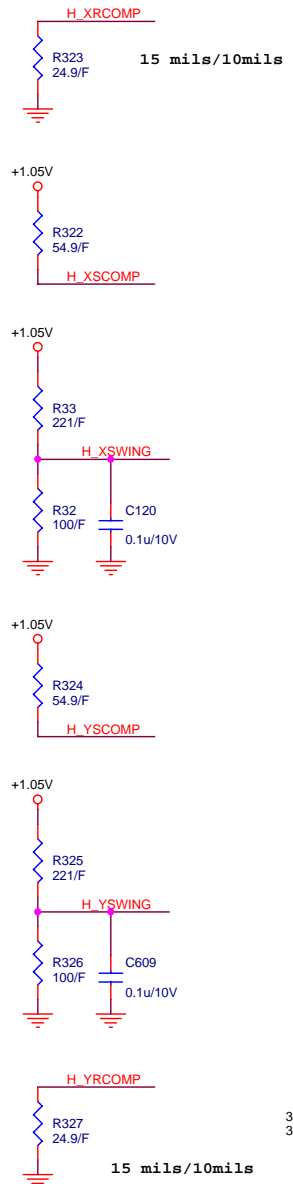 H_XRCOMP
R323
24.9/F
15 mils/10mils
+1.05V
R322
54.9/F
H_XSCOMP
+1.05V
R33
221/F
H_XSWING
R32
100/F
C120
0.1u/10V
+1.05V
R324
54.9/F
H_YSCOMP
+1.05V
R325
221/F
H_YSWING
R326
100/F
C609
0.1u/10V
H_YRCOMP
R327
24.9/F
3
3
15 mils/10mils